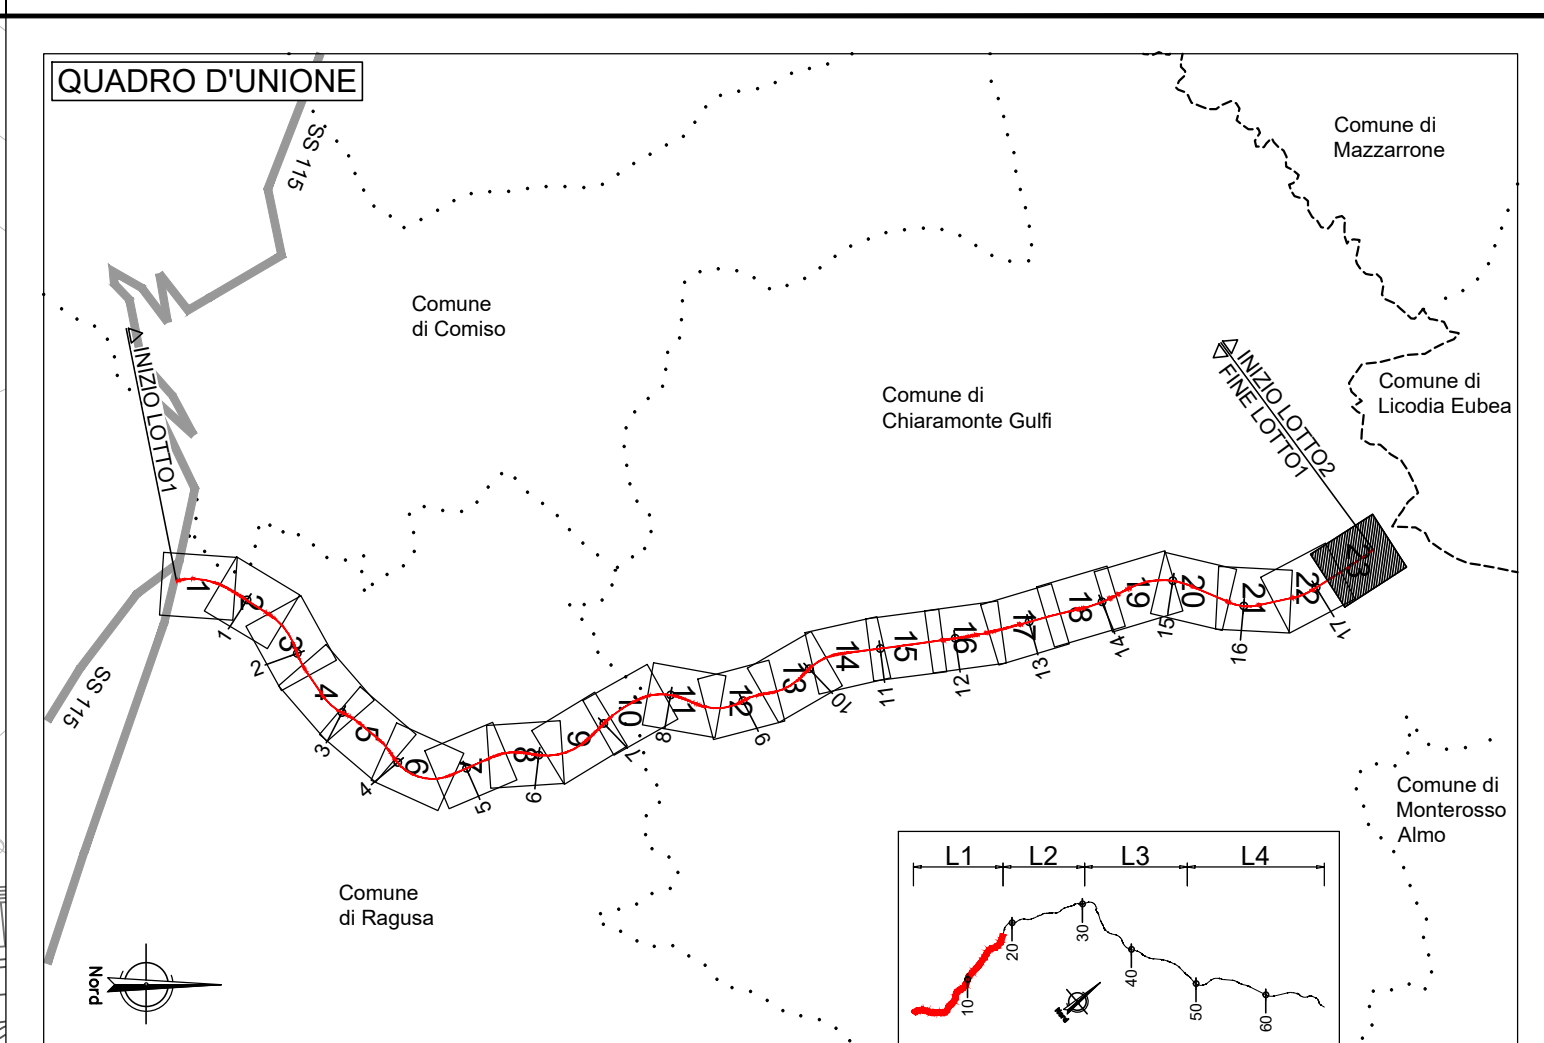 QUADRO D'UNIONE
SS 115
Comune di
Mazzarrone
Comune
di Comiso
INIZIO LOTTO1
Comune di
Chiaramonte Gulfi
INIZIO LOTTO2
FINE LOTTO1
Comune di
Licodia Eubea
1
2
3
4
5
6
7
8
9
10
11
12
13
14
15
16
17
18
19
20
21
22
23
1
2
3
4
5
6
7
8
9
10
11
12
13
14
15
16
17
SS 115
Comune di
Monterosso
Almo
Comune
di Ragusa
Nord
L1
L2
L3
L4
10
20
30
40
50
60